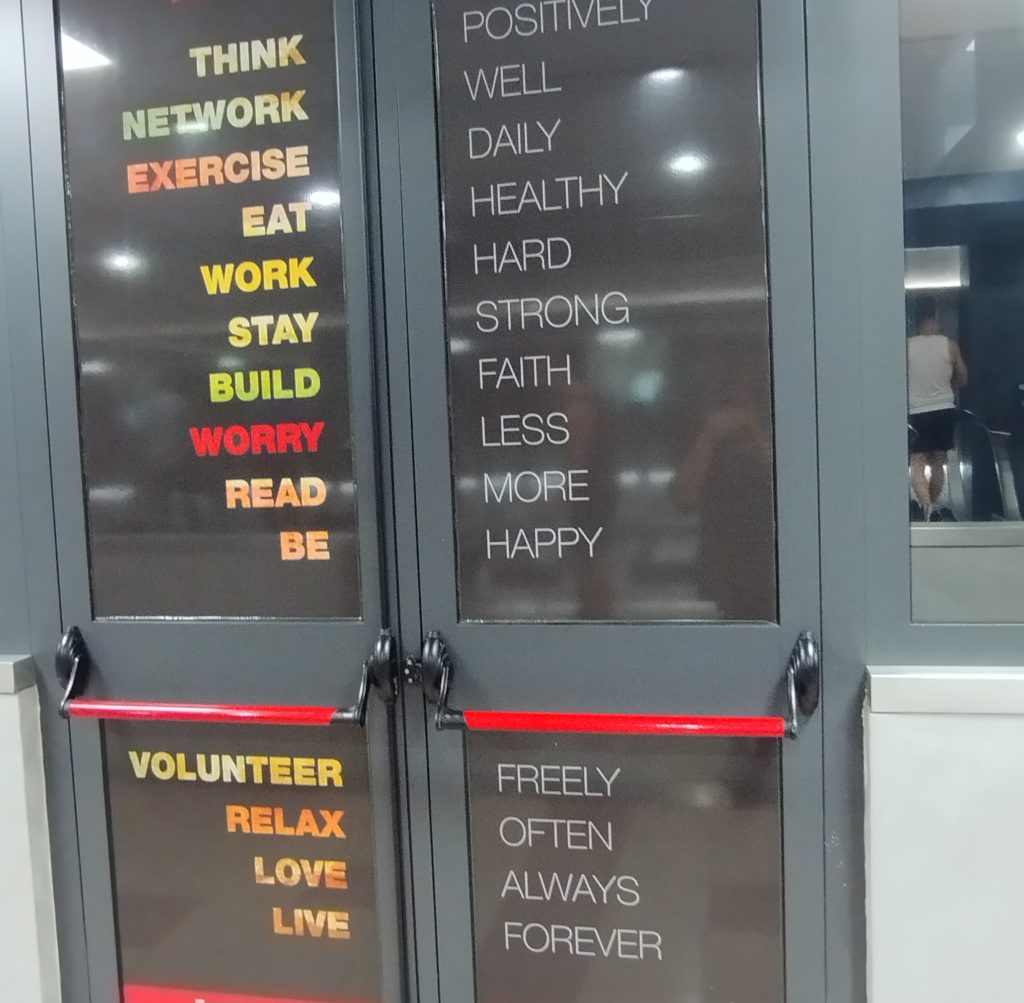 THINK POSITIVELY
NETWORK WELL
EXERCISE DAILY
EAT HEALTHY
WORK HARD
STAY STRONG
BUILD FAITH
WORRY LESS
READ MORE
BE HAPPY
VOLUNTEER FREELY
RELAX OFTEN
LOVE ALWAYS
LIVE FOREVER